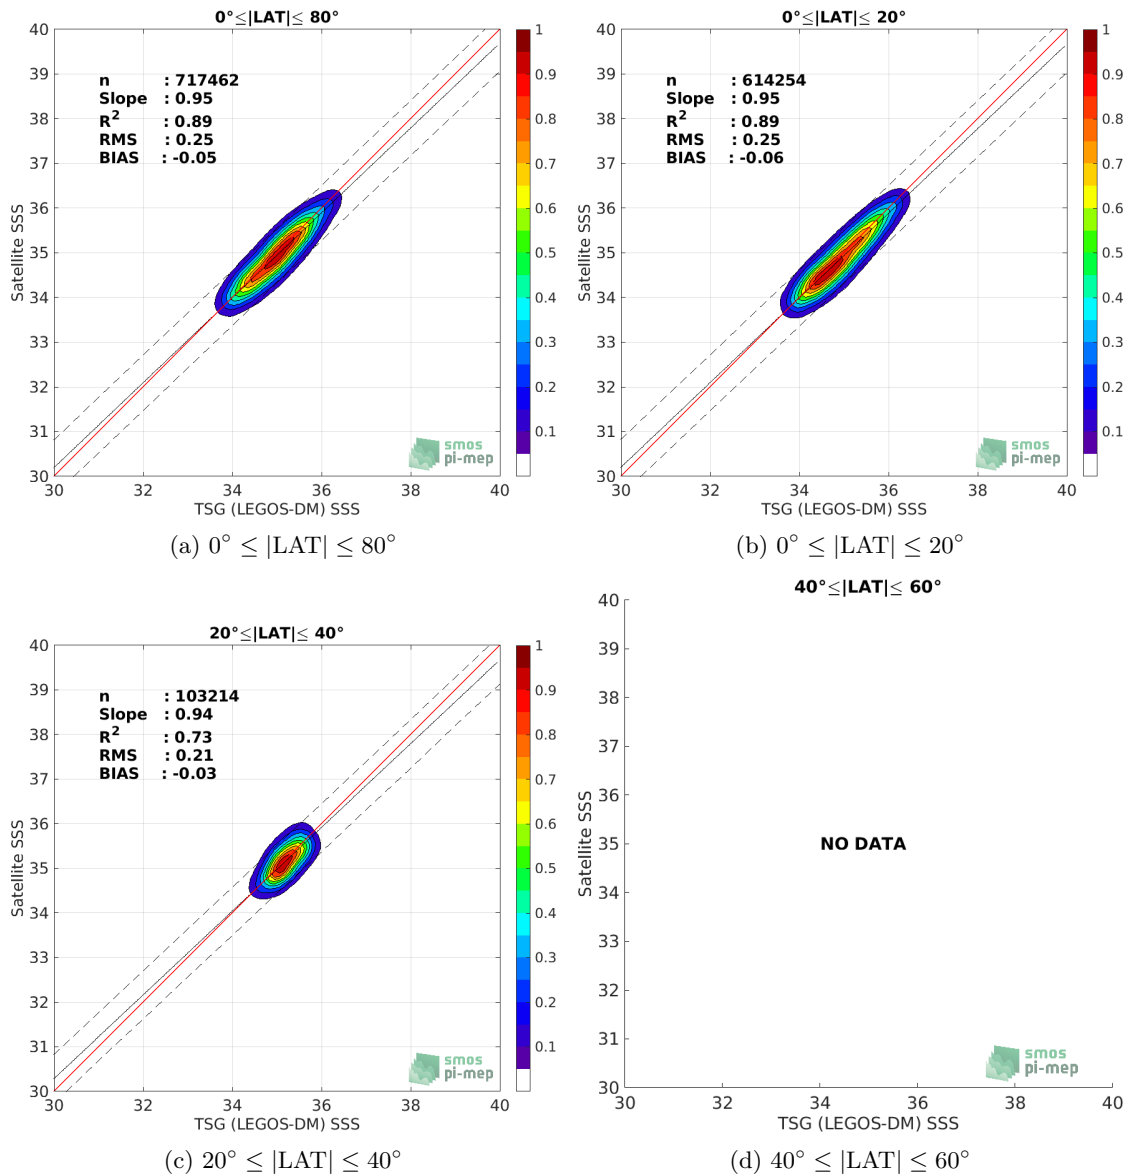 0°≤|LAT|≤ 80°
n : 717462
Slope : 0.95
R2 : 0.89
RMS : 0.25
BIAS : -0.05
40
39
38
37
36
35
34
33
32
31
30
30 32 34 36 38 40
Satellite SSS
TSG (LEGOS-DM) SSS
1
0.9
0.8
0.7
0.6
0.5
0.4
0.3
0.2
0.1
smos
pi-mep
(a) 0° ≤ |LAT| ≤ 80°
0°≤|LAT|≤ 20°
n : 614254
Slope : 0.95
R2 : 0.89
RMS : 0.25
BIAS : -0.06
40
39
38
37
36
35
34
33
32
31
30
30 32 34 36 38 40
Satellite SSS
TSG (LEGOS-DM) SSS
1
0.9
0.8
0.7
0.6
0.5
0.4
0.3
0.2
0.1
smos
pi-mep
(b) 0° ≤ |LAT| ≤ 20°
20°≤|LAT|≤ 40°
n : 103214
Slope : 0.94
R2 : 0.73
RMS : 0.21
BIAS : -0.03
40
39
38
37
36
35
34
33
32
31
30
30 32 34 36 38 40
Satellite SSS
TSG (LEGOS-DM) SSS
1
0.9
0.8
0.7
0.6
0.5
0.4
0.3
0.2
0.1
smos
pi-mep
(c) 20° ≤ |LAT| ≤ 40°
40°≤|LAT|≤ 60°
40
39
38
37
36
35
34
33
32
31
30
30 32 34 36 38 40
NO DATA
Satellite SSS
TSG (LEGOS-DM) SSS
smos
pi-mep
(d) 40° ≤ |LAT| ≤ 60°